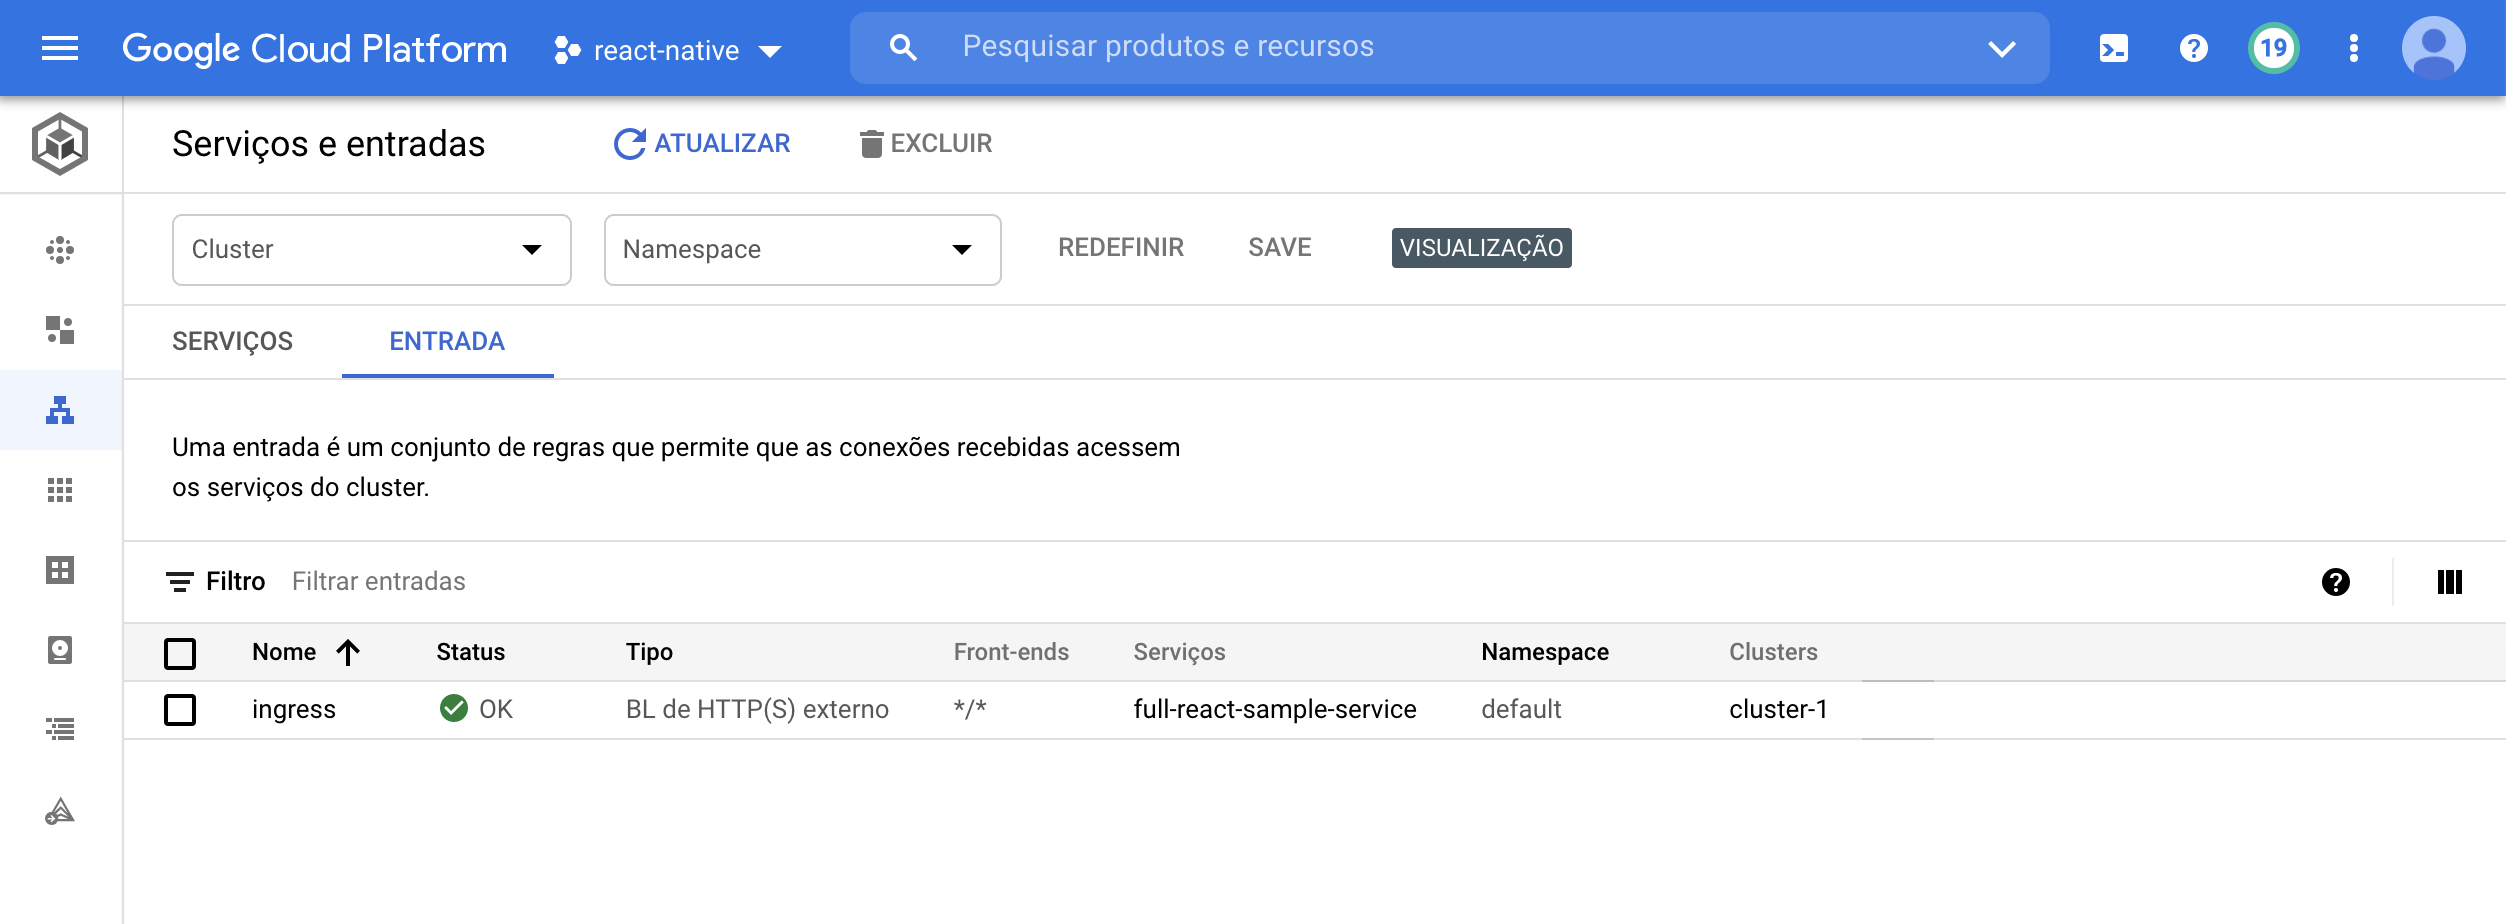 Google Cloud Platform react-native Pesquisar produtos e recursos 19
Serviços e entradas ATUALIZAR EXCLUIR
Cluster Namespace REDEFINIR SAVE VISUALIZAÇÃO
SERVIÇOS ENTRADA
Uma entrada é um conjunto de regras que permite que as conexões recebidas acessem
os serviços do cluster.
Filtro Filtrar entradas
Nome Status Tipo Front-ends Serviços Namespace Clusters
ingress OK BL de HTTP(S) externo */* full-react-sample-service default cluster-1